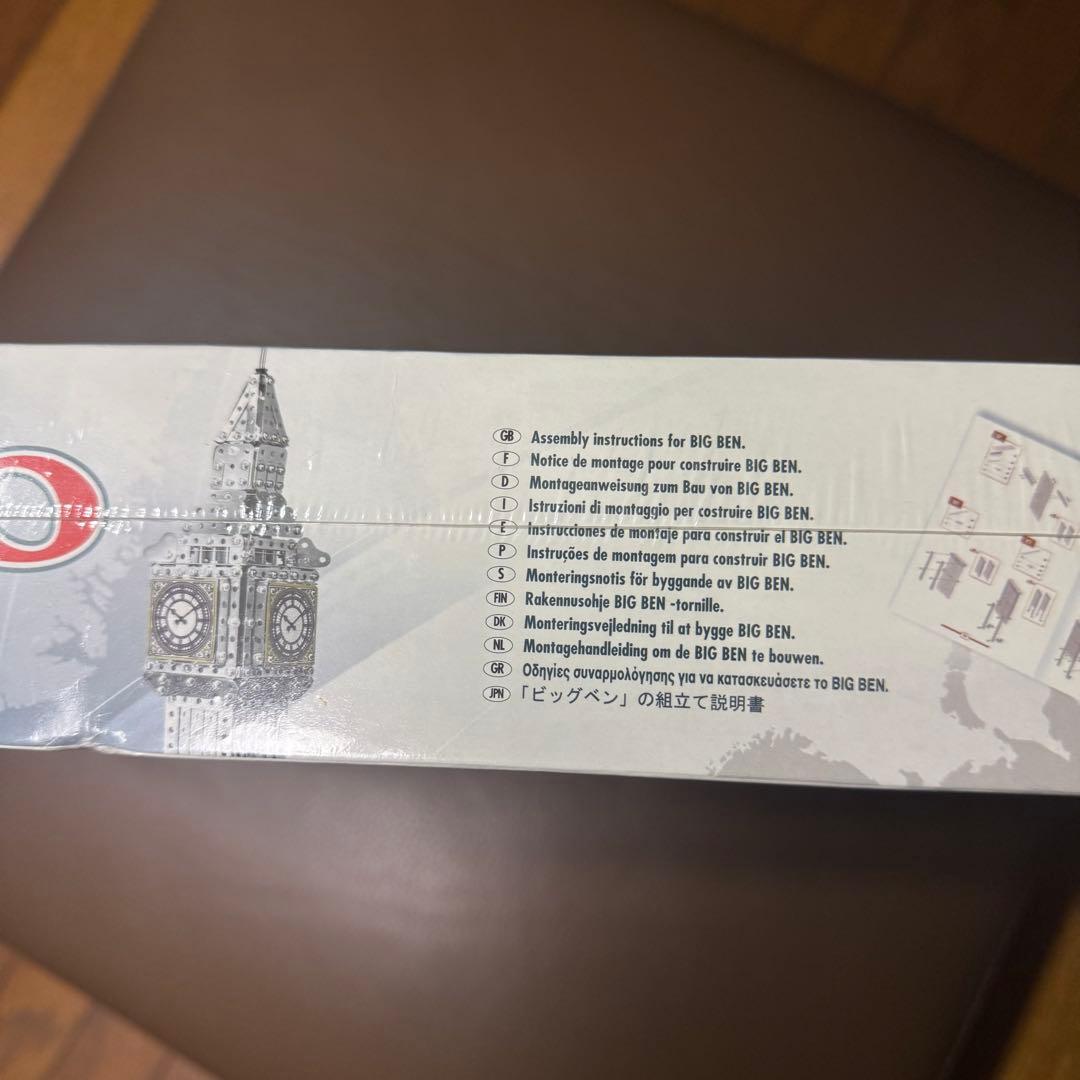 GB Assembly instructions for BIG BEN.
F Notice de montage pour construire BIG BEN.
D Montageanweisung zum Bau von BIG BEN.
I Istruzioni di montaggio per costruire BIG BEN.
E Instrucciones de montaje para construir el BIG BEN.
P Instruções de montagem para construir BIG BEN.
S Monteringsnotis för byggande av BIG BEN.
FIN Rakennusohje BIG BEN -tornille.
DK Monteringsvejledning til at bygge BIG BEN.
NL Montagehandleiding om de BIG BEN te bouwen.
GR Οδηγίες συναρμολόγησης για να κατασκευάσετε το BIG BEN.
JPN 「ビッグベン」の組立て説明書